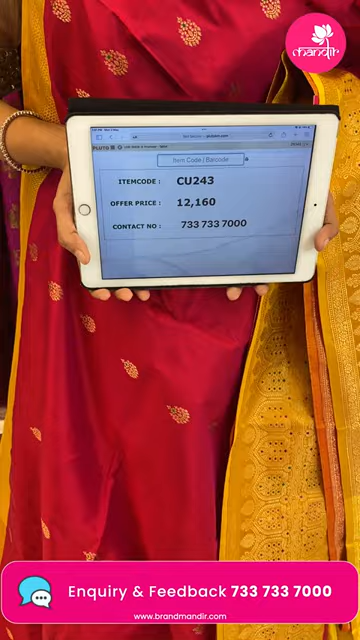 mandir
Item Code / Barcode
ITEMCODE : CU243
OFFER PRICE : 12,160
CONTACT NO : 733 733 7000
Enquiry & Feedback 733 733 7000
www.brandmandir.com